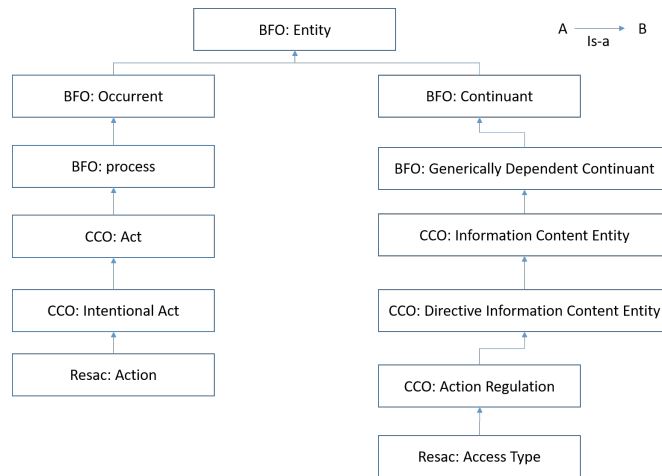 BFO: Entity
A B
Is-a
BFO: Occurrent
BFO: Continuant
BFO: process
BFO: Generically Dependent Continuant
CCO: Act
CCO: Information Content Entity
CCO: Intentional Act
CCO: Directive Information Content Entity
Resac: Action
CCO: Action Regulation
Resac: Access Type